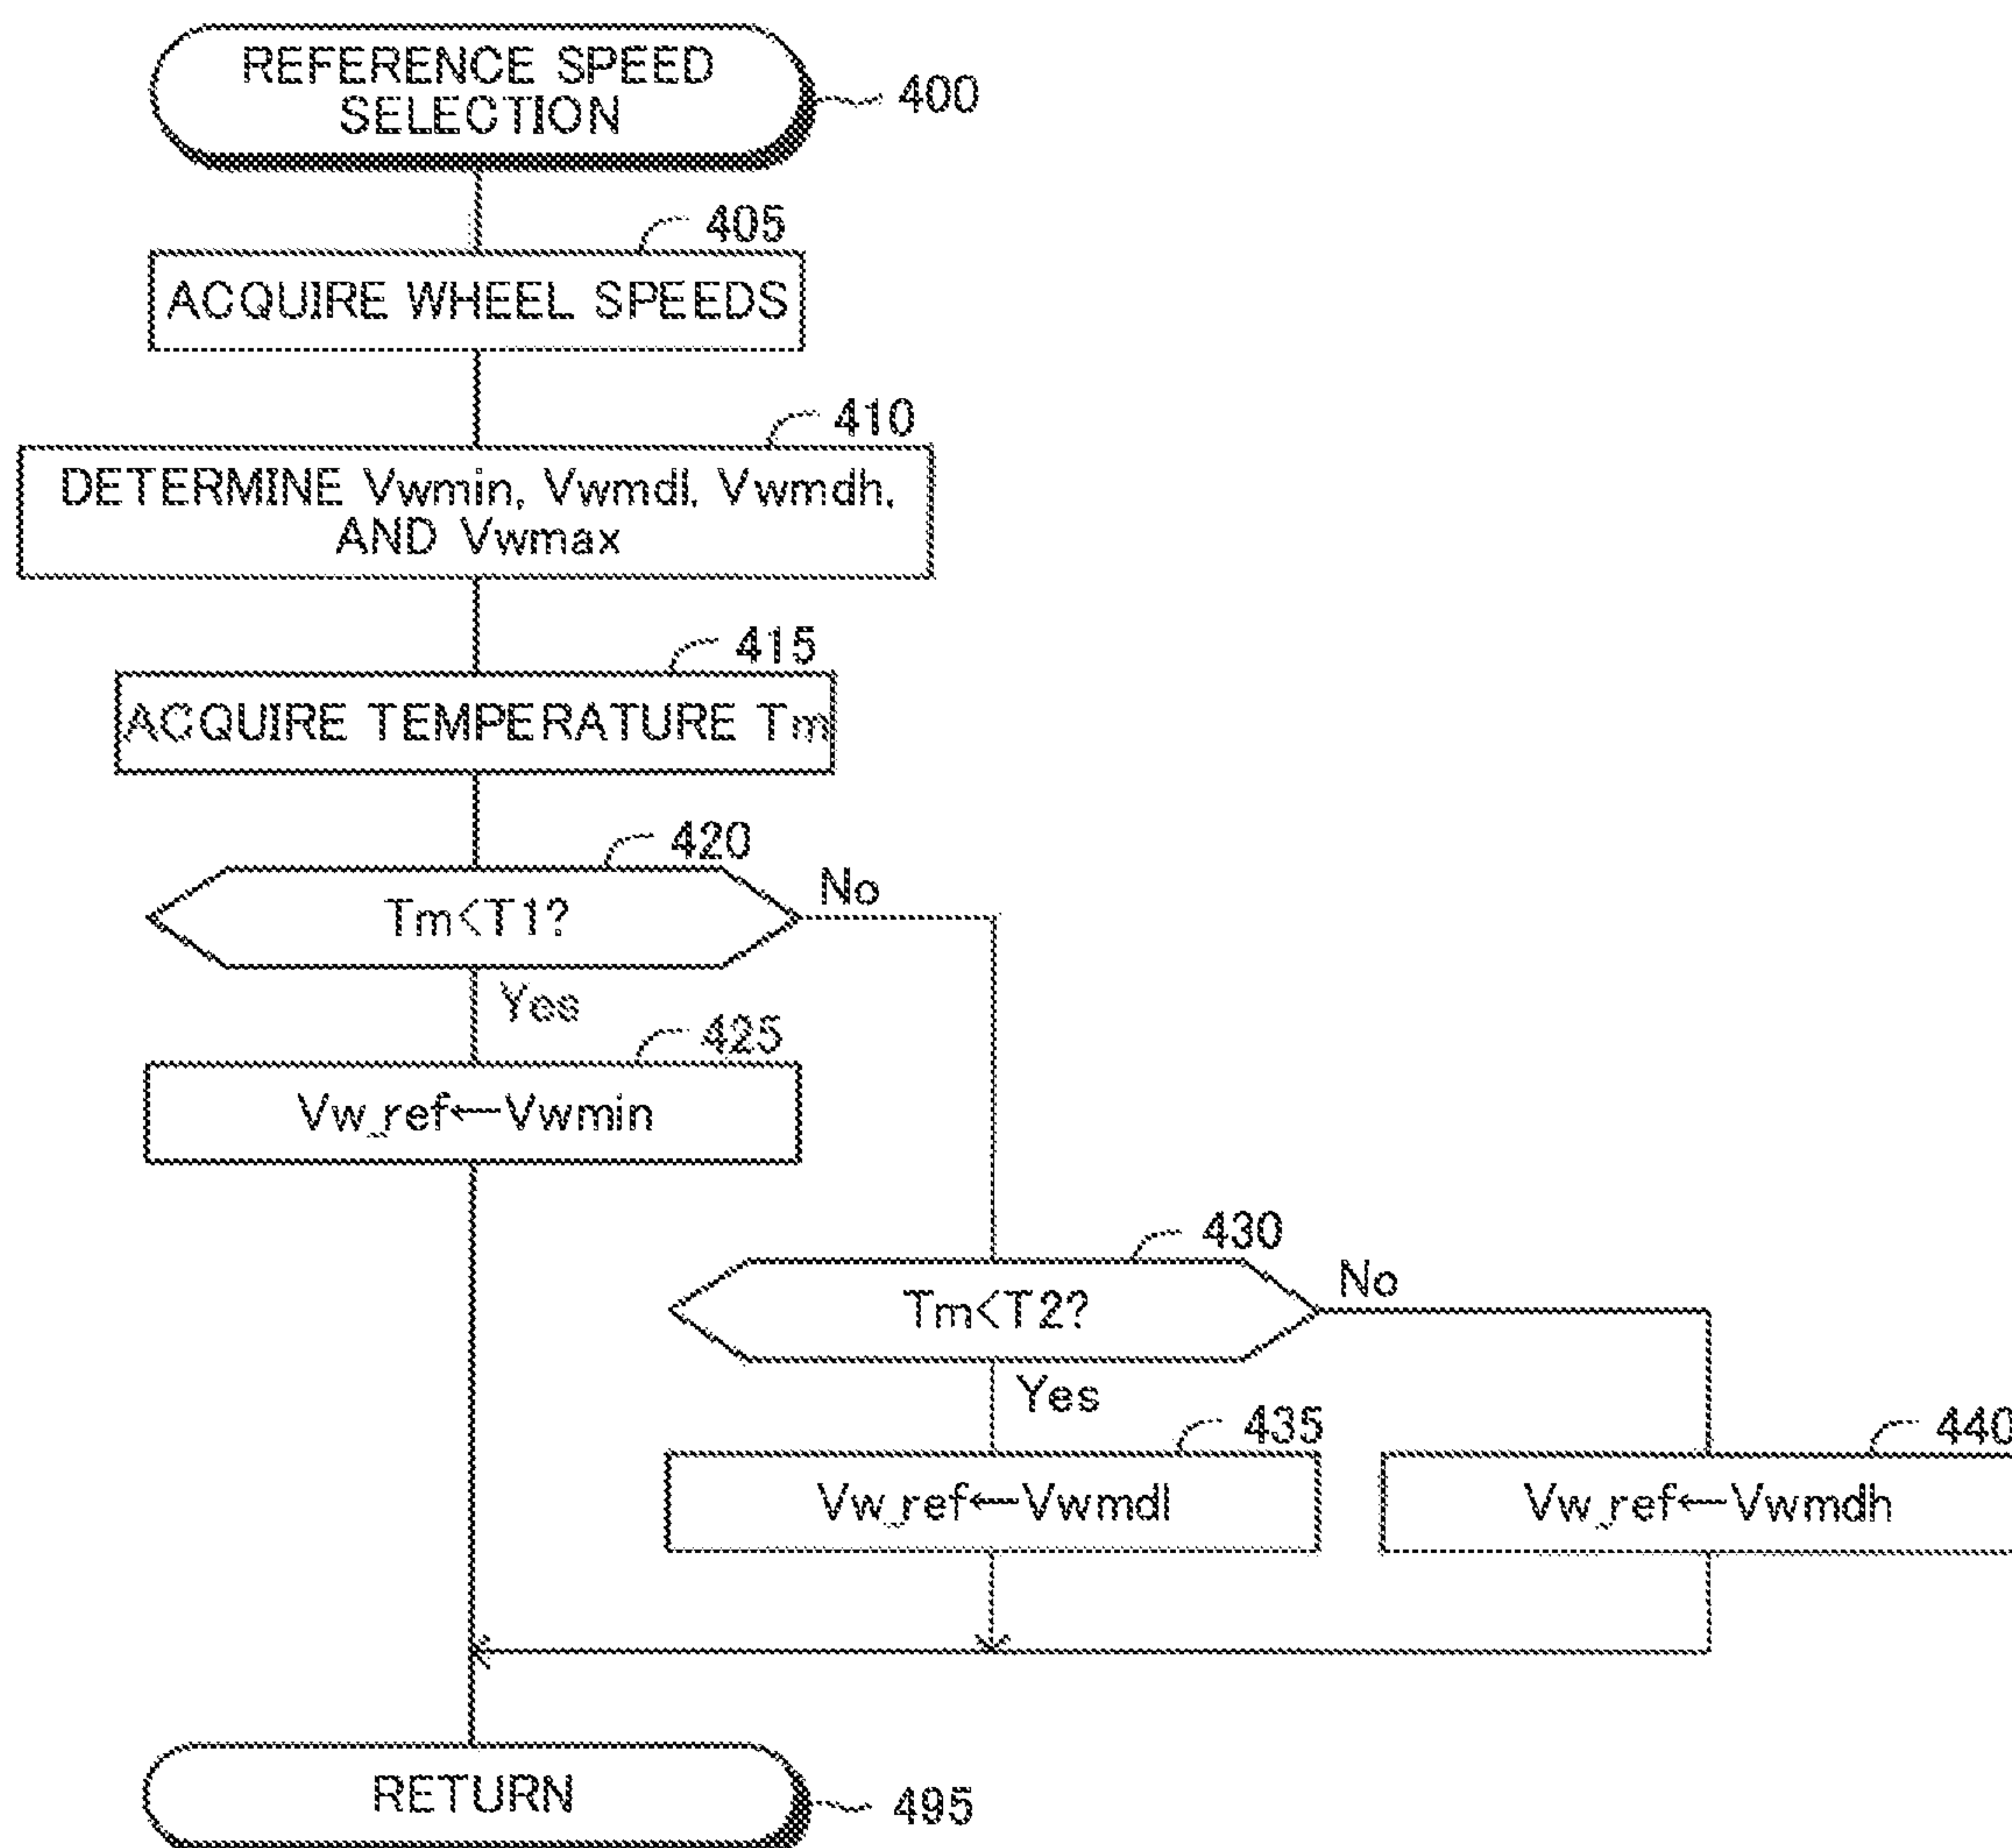 REFERENCE SPEED
SELECTION
400
405
ACQUIRE WHEEL SPEEDS
410
DETERMINE Vwmin, Vwmdl, Vwmdh,
AND Vwmax
415
ACQUIRE TEMPERATURE Tm
420
Tm<T1?
No
Yes
425
Vw_ref←Vwmin
430
Tm<T2?
No
Yes
435
Vw_ref←Vwmdl
440
Vw_ref←Vwmdh
RETURN
495